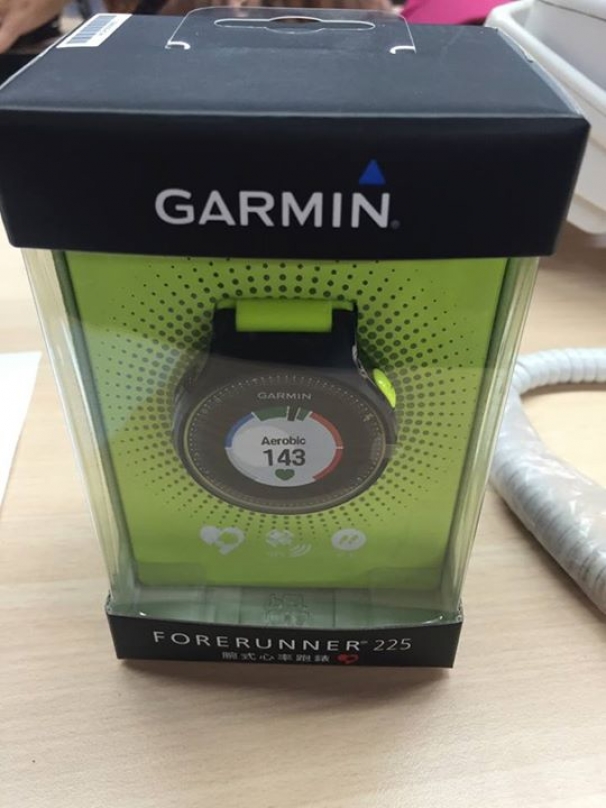 GARMIN
GARMIN
Aerobic
143
FORERUNNER 225
腕式心率跑錶